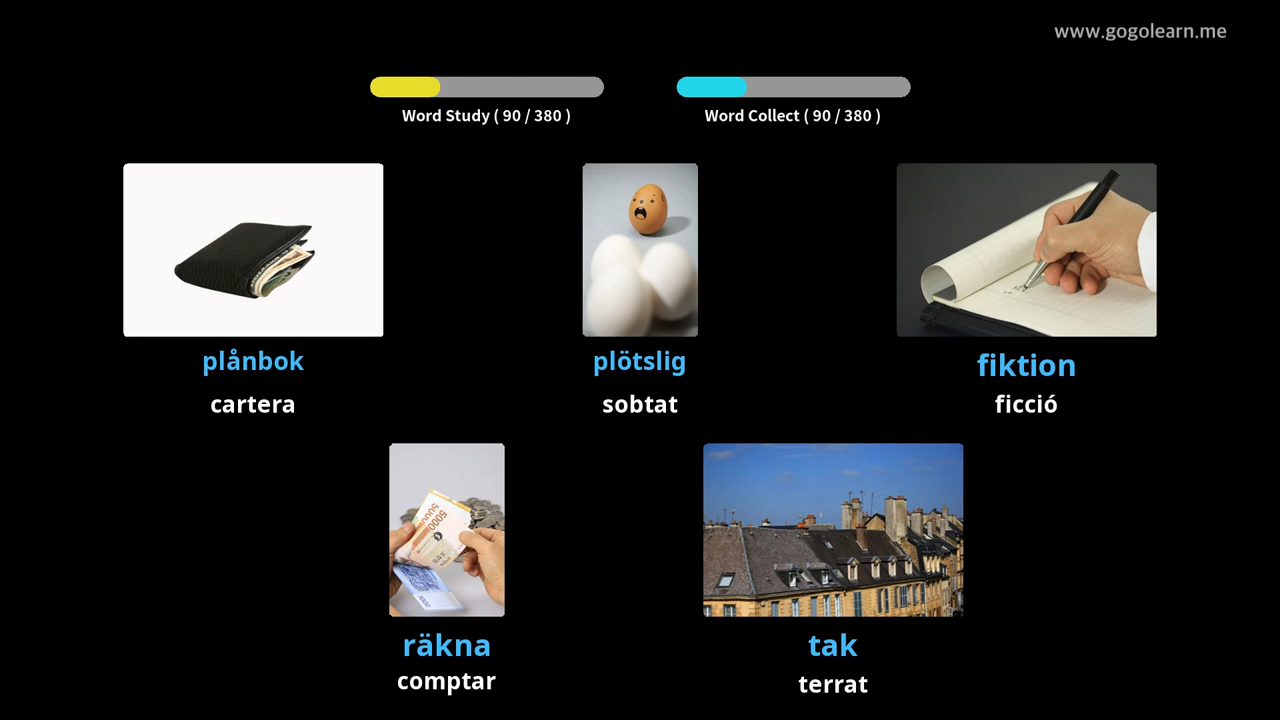 www.gogolearn.me
Word Study ( 90 / 380 )
Word Collect ( 90 / 380 )
plånbok
cartera
plötslig
sobtat
fiktion
ficció
5000
räkna
comptar
tak
terrat